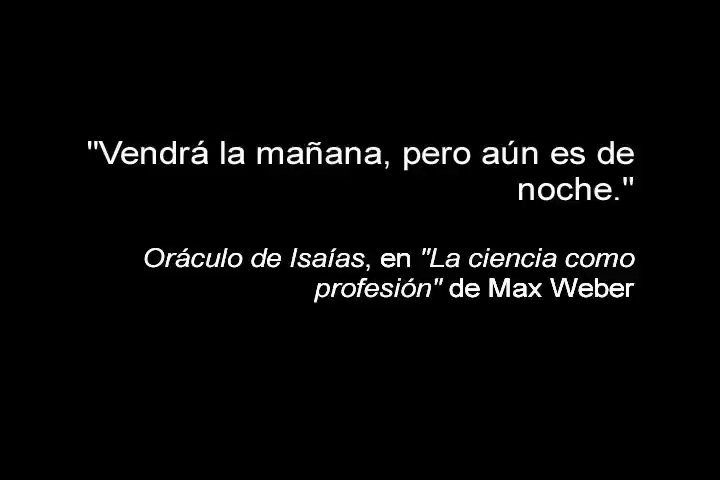 "Vendrá la mañana, pero aún es de
noche."
Oráculo de Isaías, en "La ciencia como
profesión" de Max Weber